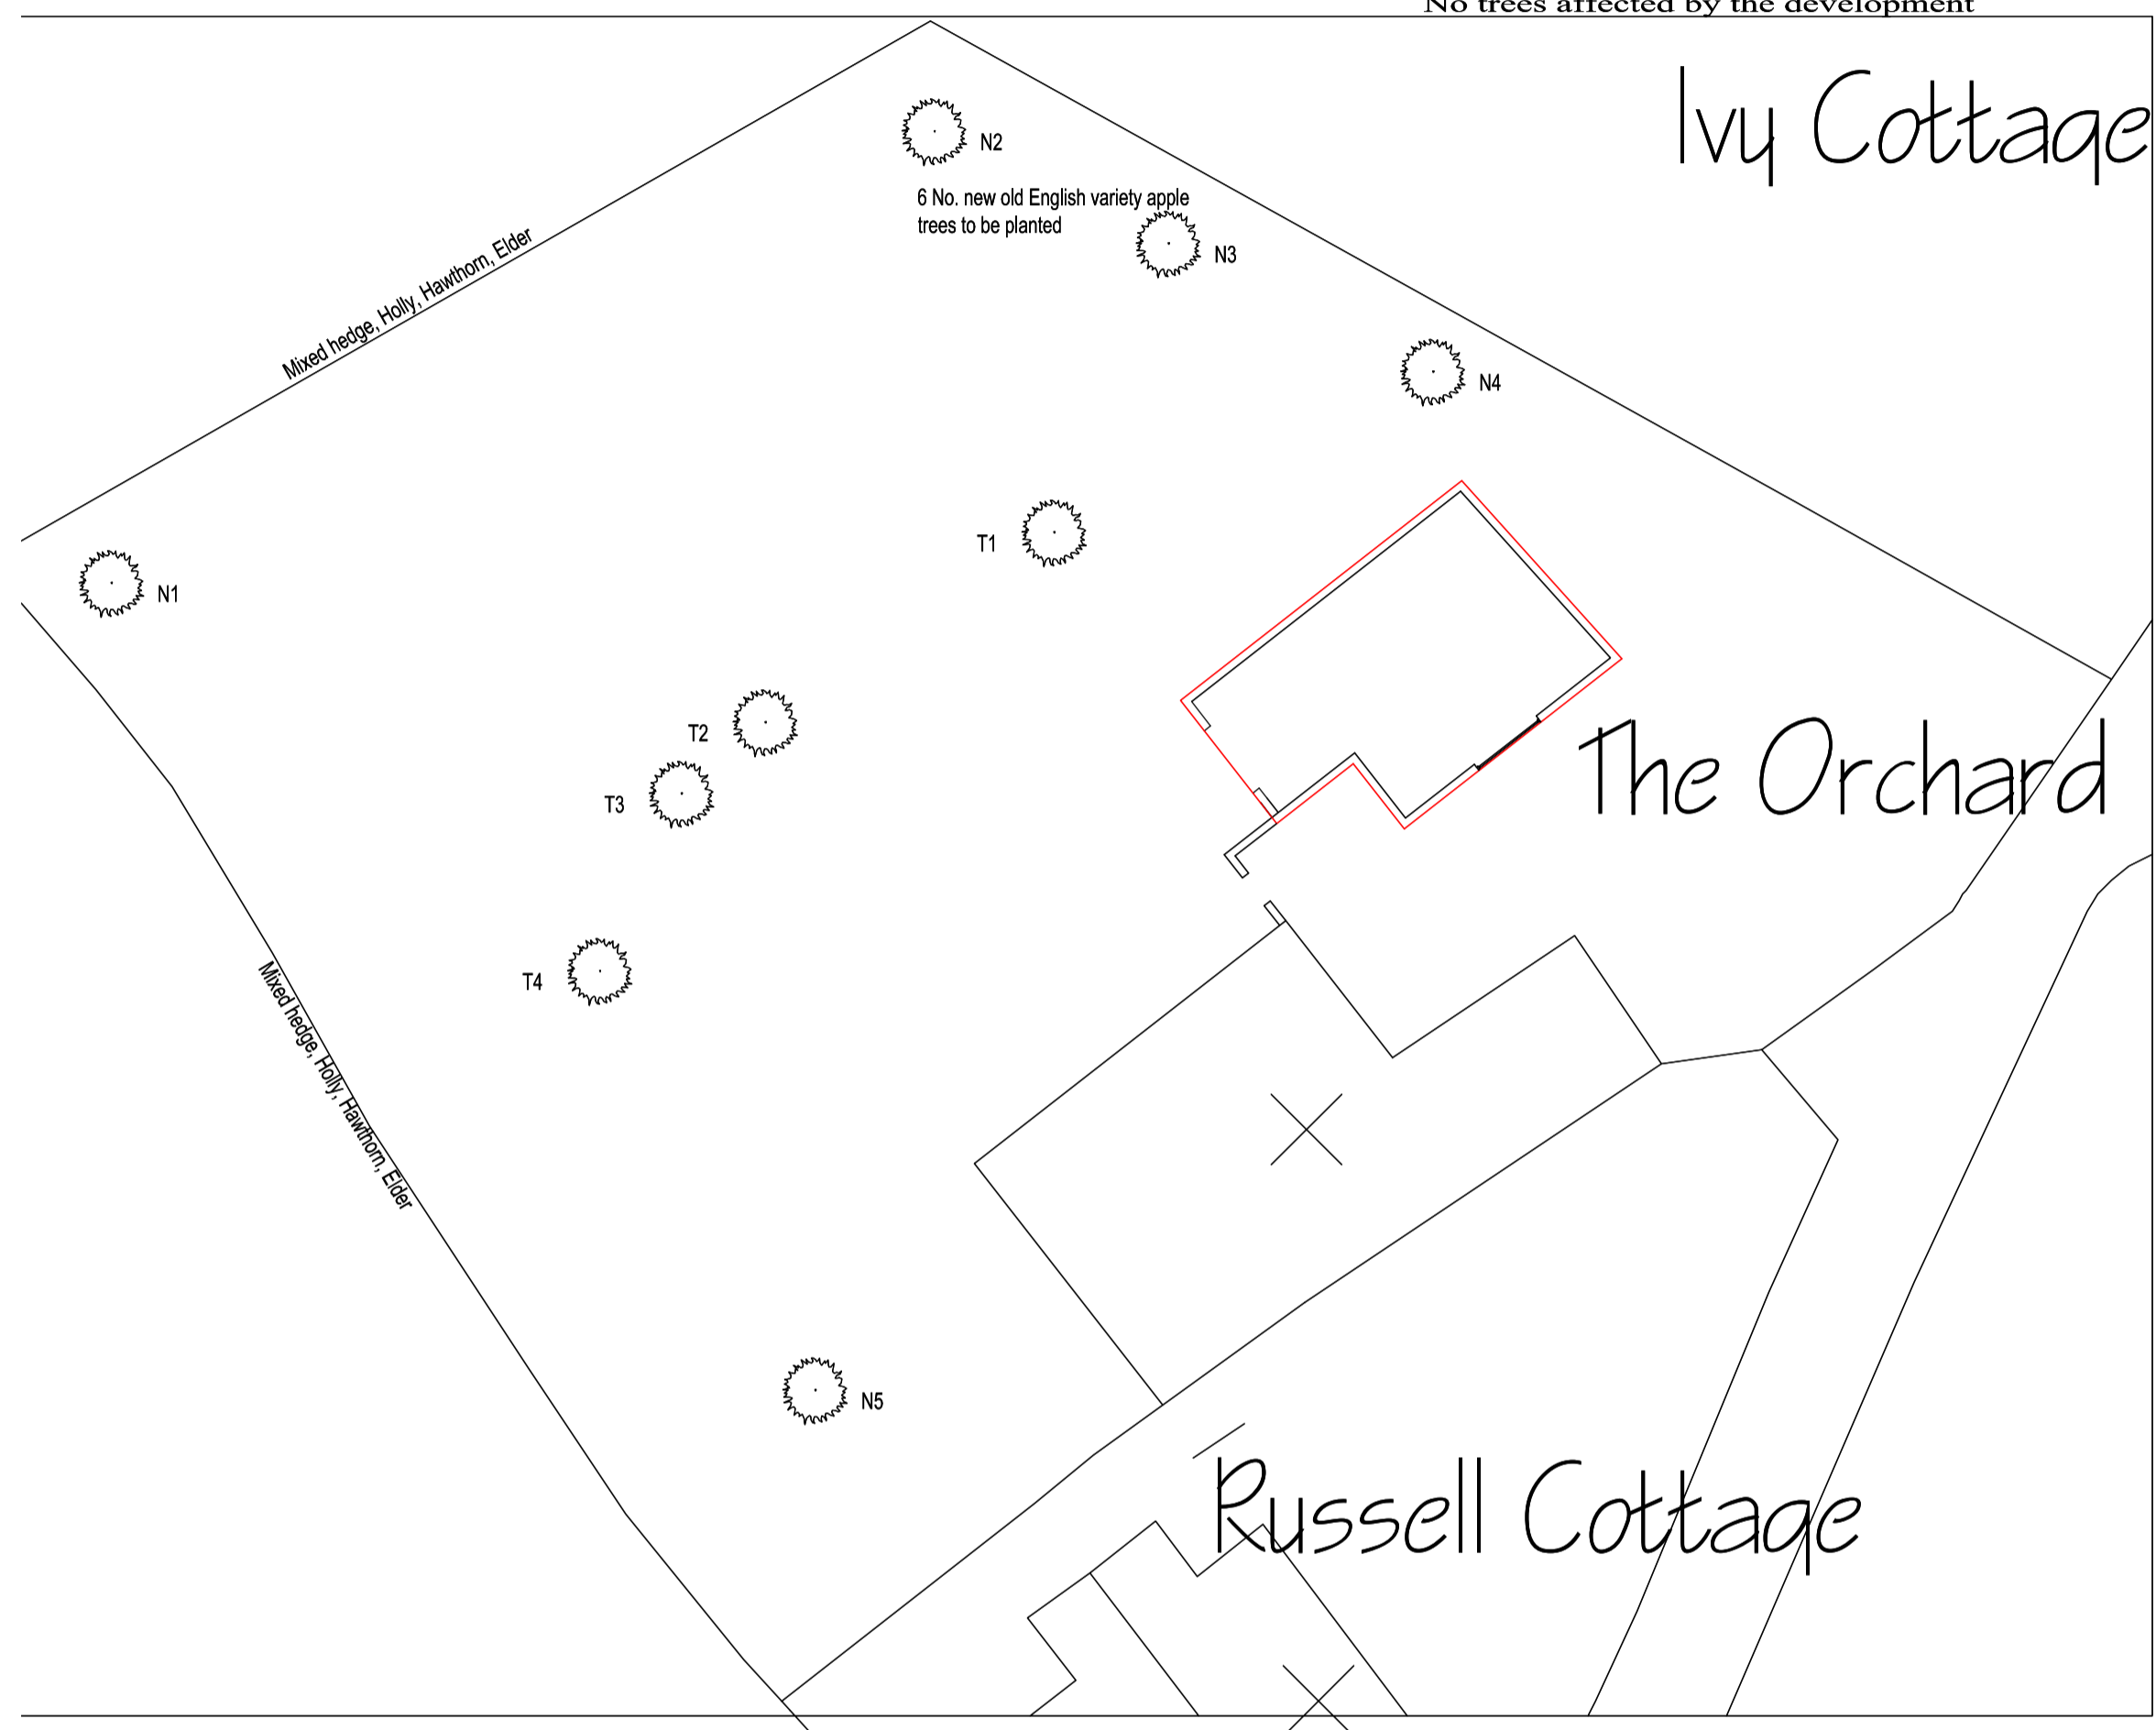 No trees affected by the development
Ivy Cottage
N2
6 No. new old English variety apple
trees to be planted
N3
Mixed hedge, Holly, Hawthorn, Elder
N4
T1
N1
T2
The Orchard
T3
T4
Mixed hedge, Holly, Hawthorn, Elder
N5
Russell Cottage